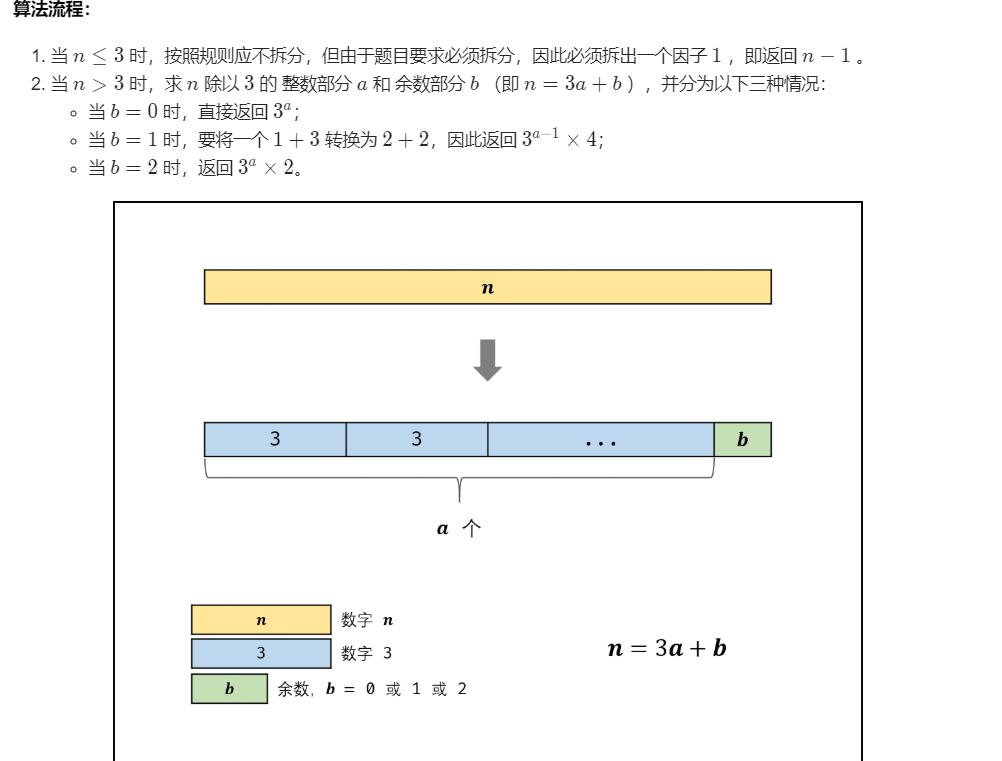 算法流程：
1. 当 n ≤ 3 时，按照规则应不拆分，但由于题目要求必须拆分，因此必须拆出一个因子 1 ，即返回 n − 1 。
2. 当 n > 3 时，求 n 除以 3 的 整数部分 a 和 余数部分 b （即 n = 3a + b ），并分为以下三种情况：
当 b = 0 时，直接返回 3^a；
当 b = 1 时，要将一个 1 + 3 转换为 2 + 2，因此返回 3^{a−1} × 4；
当 b = 2 时，返回 3^a × 2。
n
3 3 ... b
a 个
n 数字 n
3 数字 3
n = 3a + b
b 余数, b = 0 或 1 或 2